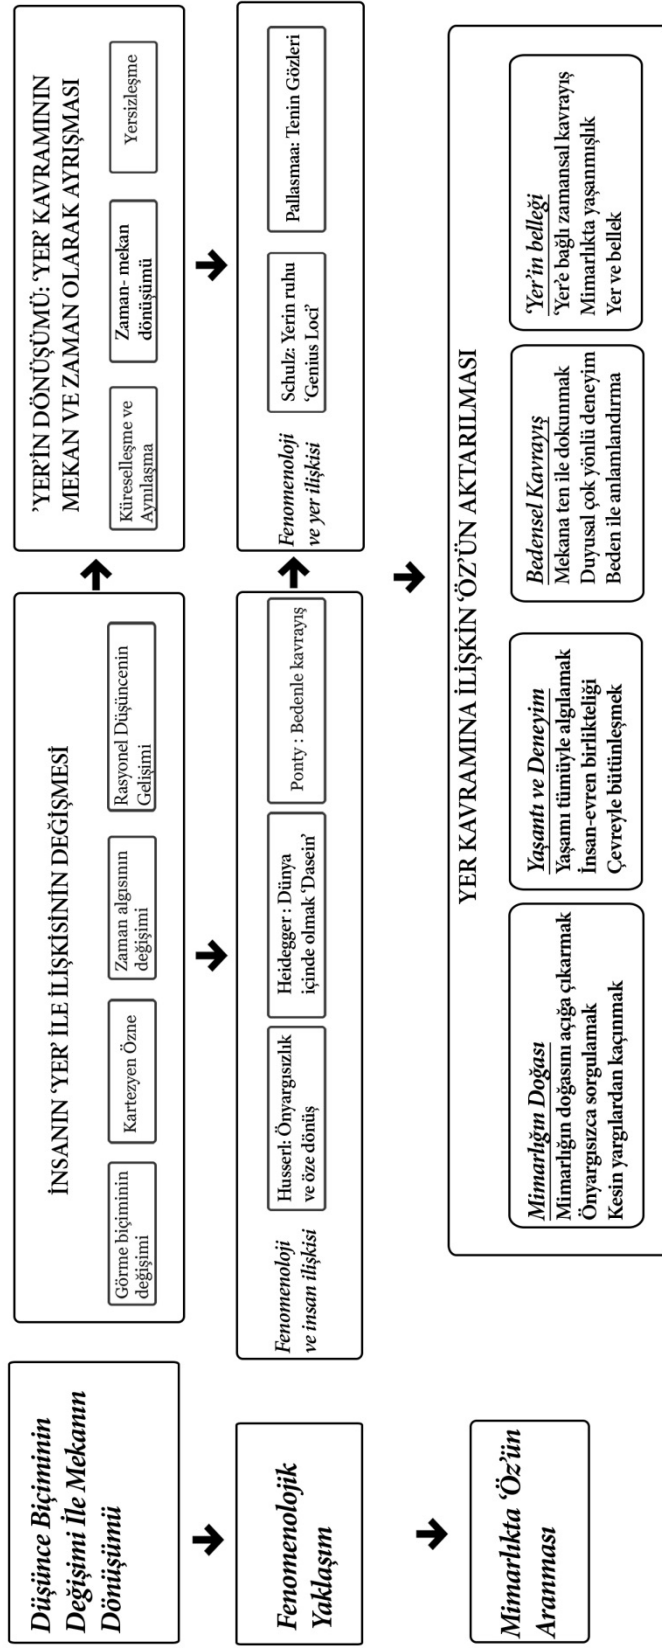 Düşünce Biçiminin
Değişimi İle Mekanın
Dönüşümü
İNSANIN ‘YER’ İLE İLİŞKİSİNİN DEĞİŞMESİ
Görme biçiminin
değişimi
Kartezyen Özne
Zaman algısının
değişimi
Rasyonel Düşüncenin
Gelişimi
’YER’İN DÖNÜŞÜMÜ: ‘YER’ KAVRAMININ
MEKAN VE ZAMAN OLARAK AYRIŞMASI
Küreselleşme ve
Aynılaşma
Zaman- mekan
dönüşümü
Yersizleşme
Fenomenolojik
Yaklaşım
Fenomenoloji
ve insan ilişkisi
Husserl: Önyargısızlık
ve öze dönüş
Heidegger : Dünya
içinde olmak ‘Dasein’
Ponty : Bedenle kavrayış
Fenomenoloji
ve yer ilişkisi
Schulz: Yerin ruhu
‘Genius Loci’
Pallasmaa: Tenin Gözleri
Mimarlıkta ‘Öz’ün
Aranması
YER KAVRAMINA İLİŞKİN ‘ÖZ’ÜN AKTARILMASI
Mimarlığın Doğası
Mimarlığın doğasını açığa çıkarmak
Önyargısızca sorgulamak
Kesin yargılardan kaçınmak
Yaşantı ve Deneyim
Yaşamı tümüyle algılamak
İnsan-evren birlikteliği
Çevreyle bütünleşmek
Bedensel Kavrayış
Mekana ten ile dokunmak
Duyusal çok yönlü deneyim
Beden ile anlamlandırma
‘Yer’in belleği
‘Yer’e bağlı zamansal kavrayış
Mimarlıkta yaşanmışlık
Yer ve bellek